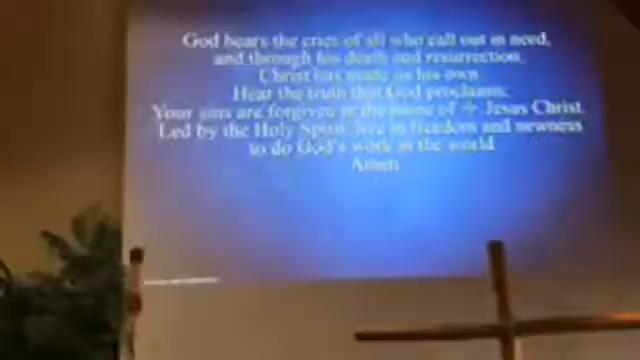 God hears the cries of all who call out in need,
and through his death and resurrection,
Christ has made us his own
Hear the truth that God proclaims:
Your sins are forgiven in the name of + Jesus Christ
Led by the Holy Spirit, live in freedom and newness
to do God's work in the world
Amen